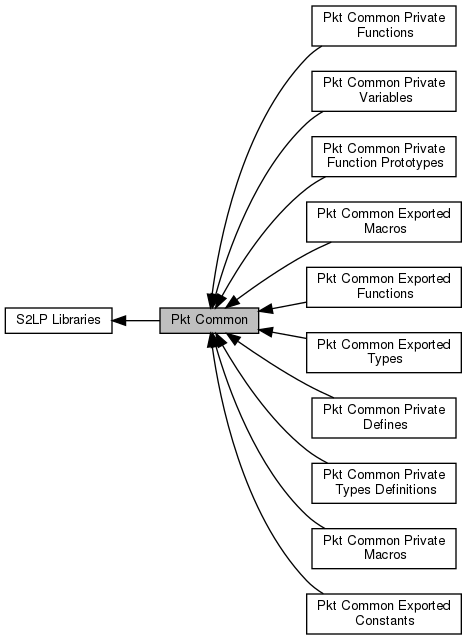 Pkt Common Private
Functions
Pkt Common Private
Variables
Pkt Common Private
Function Prototypes
Pkt Common Exported
Macros
Pkt Common Exported
Functions
S2LP Libraries
Pkt Common
Pkt Common Exported
Types
Pkt Common Private
Defines
Pkt Common Private
Types Definitions
Pkt Common Private
Macros
Pkt Common Exported
Constants